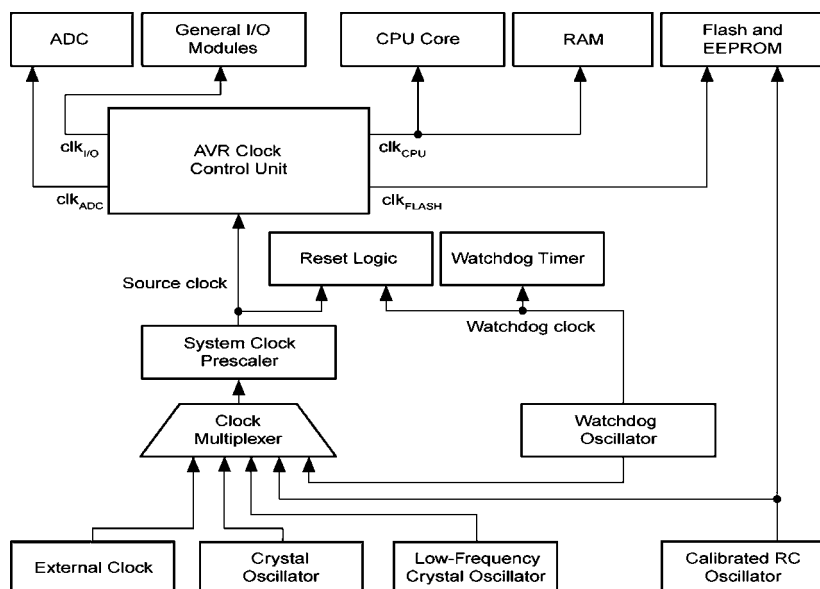 ADC
General I/O
Modules
CPU Core
RAM
Flash and
EEPROM
clkI/O
AVR Clock
Control Unit
clkCPU
clkADC
clkFLASH
Source clock
Reset Logic
Watchdog Timer
Watchdog clock
System Clock
Prescaler
Clock
Multiplexer
Watchdog
Oscillator
External Clock
Crystal
Oscillator
Low-Frequency
Crystal Oscillator
Calibrated RC
Oscillator